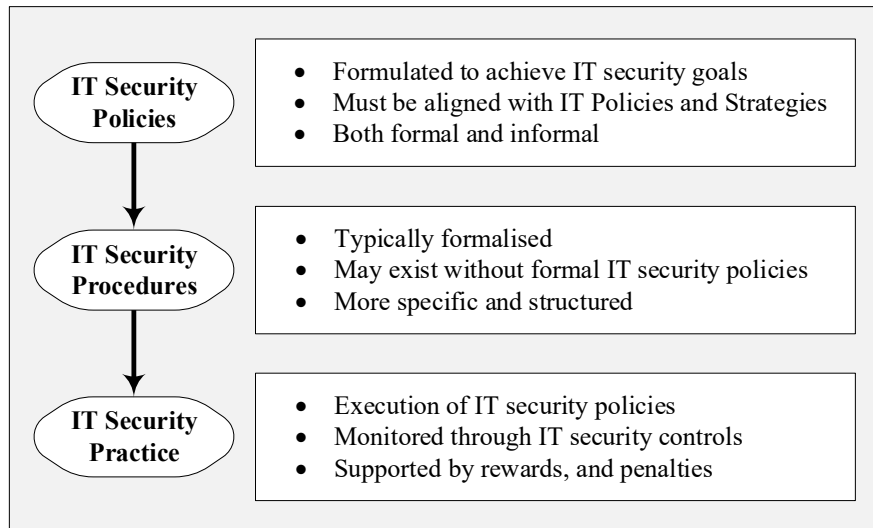 IT Security
Policies
• Formulated to achieve IT security goals
• Must be aligned with IT Policies and Strategies
• Both formal and informal
IT Security
Procedures
• Typically formalised
• May exist without formal IT security policies
• More specific and structured
IT Security
Practice
• Execution of IT security policies
• Monitored through IT security controls
• Supported by rewards, and penalties